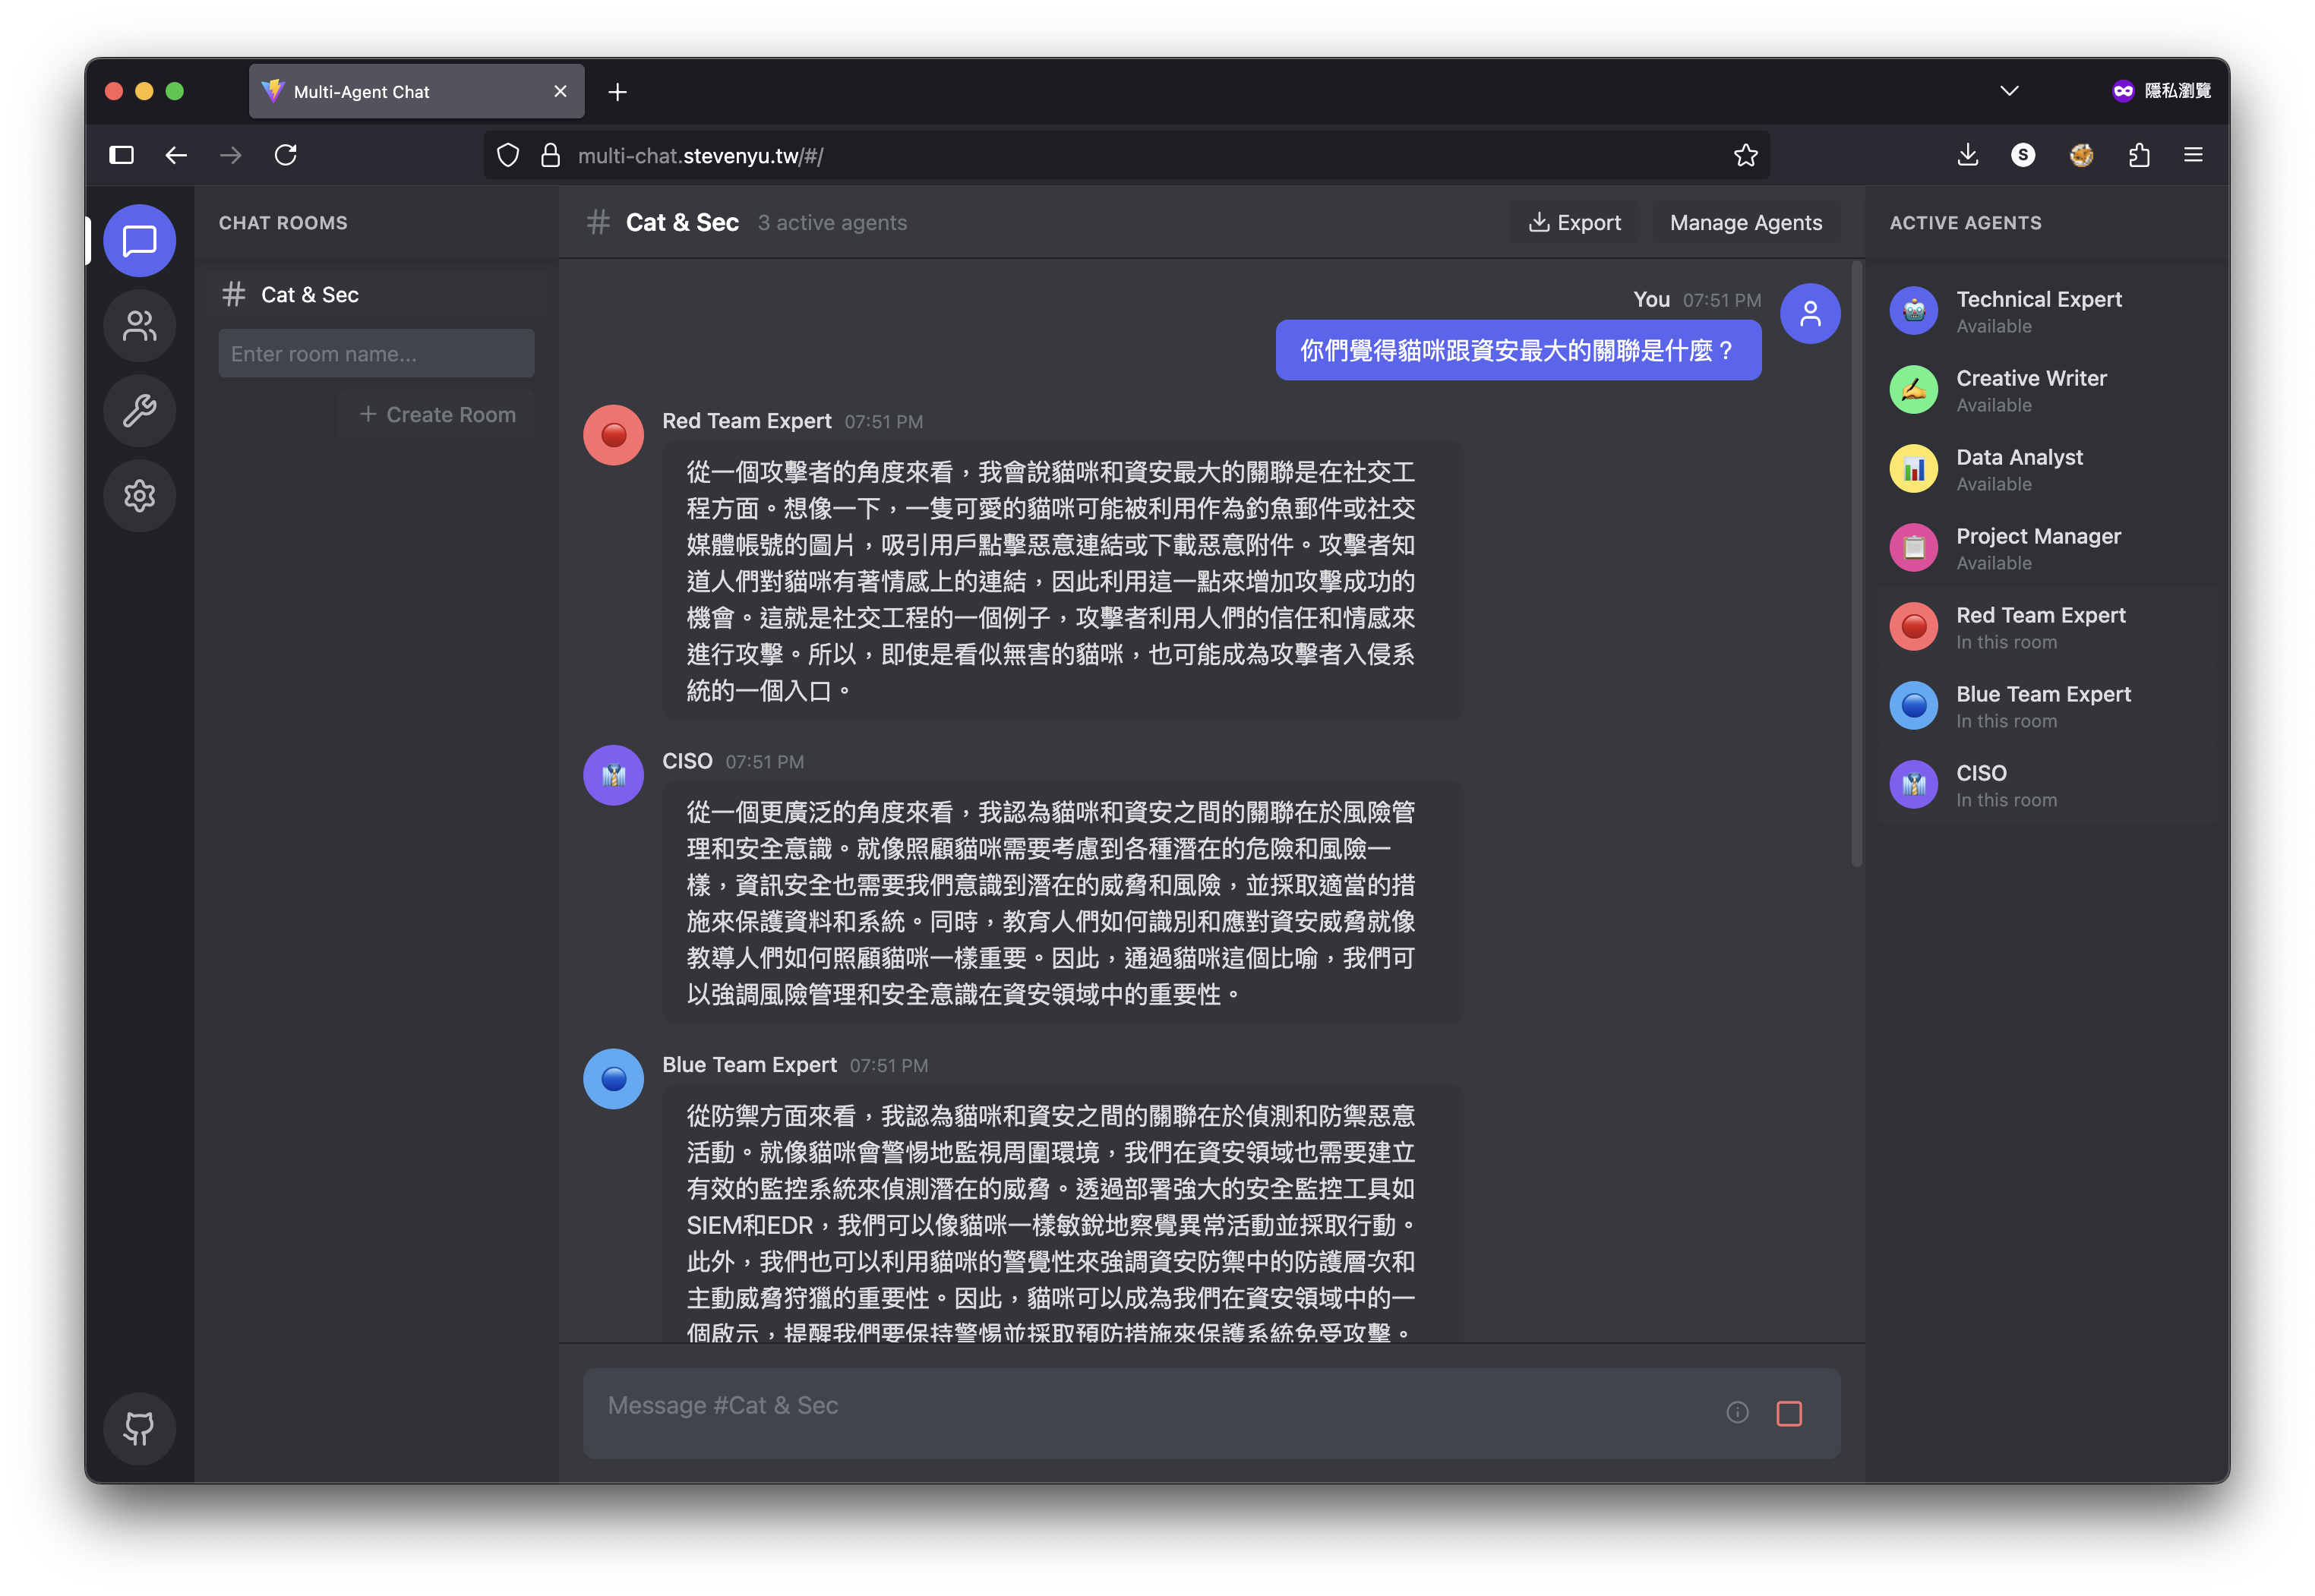 Multi-Agent Chat
隱私瀏覽
multi-chat.stevenyu.tw/#/
S
CHAT ROOMS
# Cat & Sec
Enter room name...
+ Create Room
# Cat & Sec 3 active agents
Export
Manage Agents
You 07:51 PM
你們覺得貓咪跟資安最大的關聯是什麼？
Red Team Expert 07:51 PM
從一個攻擊者的角度來看，我會說貓咪和資安最大的關聯是在社交工
程方面。想像一下，一隻可愛的貓咪可能被利用作為釣魚郵件或社交
媒體帳號的圖片，吸引用戶點擊惡意連結或下載惡意附件。攻擊者知
道人們對貓咪有著情感上的連結，因此利用這一點來增加攻擊成功的
機會。這就是社交工程的一個例子，攻擊者利用人們的信任和情感來
進行攻擊。所以，即使是看似無害的貓咪，也可能成為攻擊者入侵系
統的一個入口。
CISO 07:51 PM
從一個更廣泛的角度來看，我認為貓咪和資安之間的關聯在於風險管
理和安全意識。就像照顧貓咪需要考慮到各種潛在的危險和風險一
樣，資訊安全也需要我們意識到潛在的威脅和風險，並採取適當的措
施來保護資料和系統。同時，教育人們如何識別和應對資安威脅就像
教導人們如何照顧貓咪一樣重要。因此，通過貓咪這個比喻，我們可
以強調風險管理和安全意識在資安領域中的重要性。
Blue Team Expert 07:51 PM
從防禦方面來看，我認為貓咪和資安之間的關聯在於偵測和防禦惡意
活動。就像貓咪會警惕地監視周圍環境，我們在資安領域也需要建立
有效的監控系統來偵測潛在的威脅。透過部署強大的安全監控工具如
SIEM和EDR，我們可以像貓咪一樣敏銳地察覺異常活動並採取行動。
此外，我們也可以利用貓咪的警覺性來強調資安防禦中的防護層次和
主動威脅狩獵的重要性。因此，貓咪可以成為我們在資安領域中的一
個啟示，提醒我們要保持警惕並採取預防措施來保護系統免受攻擊。
Message #Cat & Sec
ACTIVE AGENTS
Technical Expert
Available
Creative Writer
Available
Data Analyst
Available
Project Manager
Available
Red Team Expert
In this room
Blue Team Expert
In this room
CISO
In this room